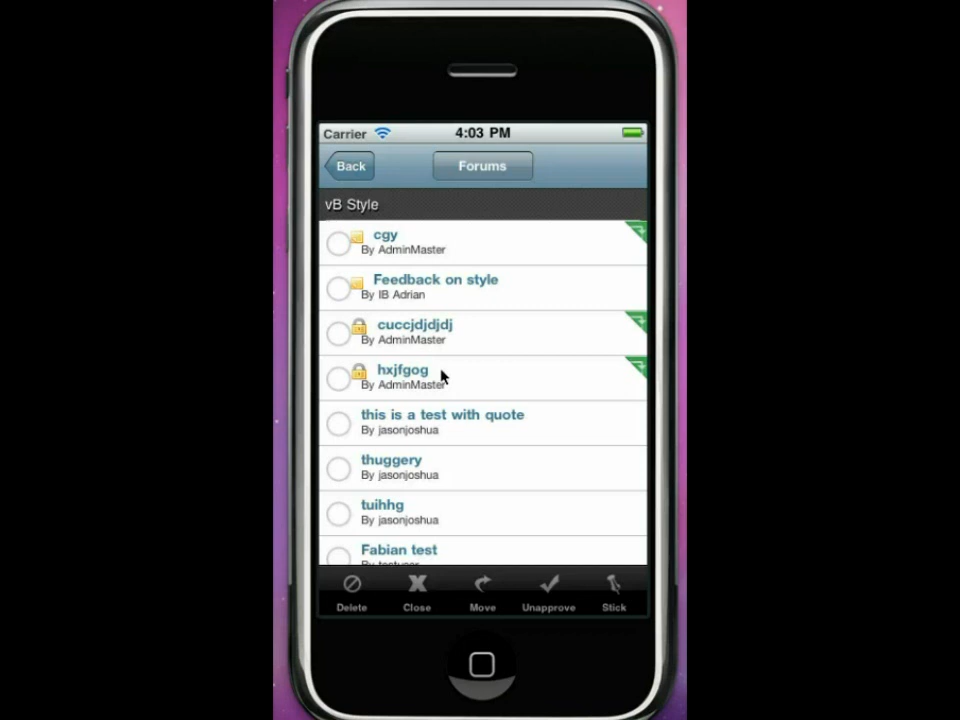 Carrier 4:03 PM
Back Forums
vB Style
cgy
By AdminMaster
Feedback on style
By IB Adrian
cuccjdjdjdj
By AdminMaster
hxjfgog
By AdminMaster
this is a test with quote
By jasonjoshua
thuggery
By jasonjoshua
tuihhg
By jasonjoshua
Fabian test
By
Delete Close Move Unapprove Stick